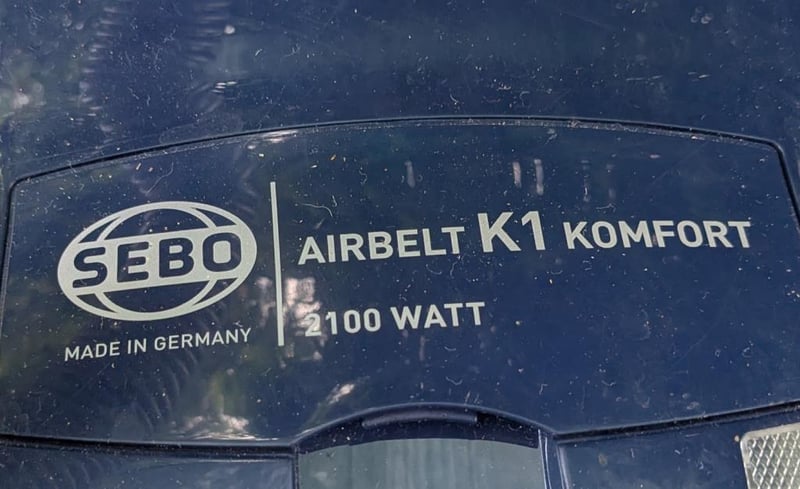 SEBO
MADE IN GERMANY
AIRBELT K1 KOMFORT
2100 WATT